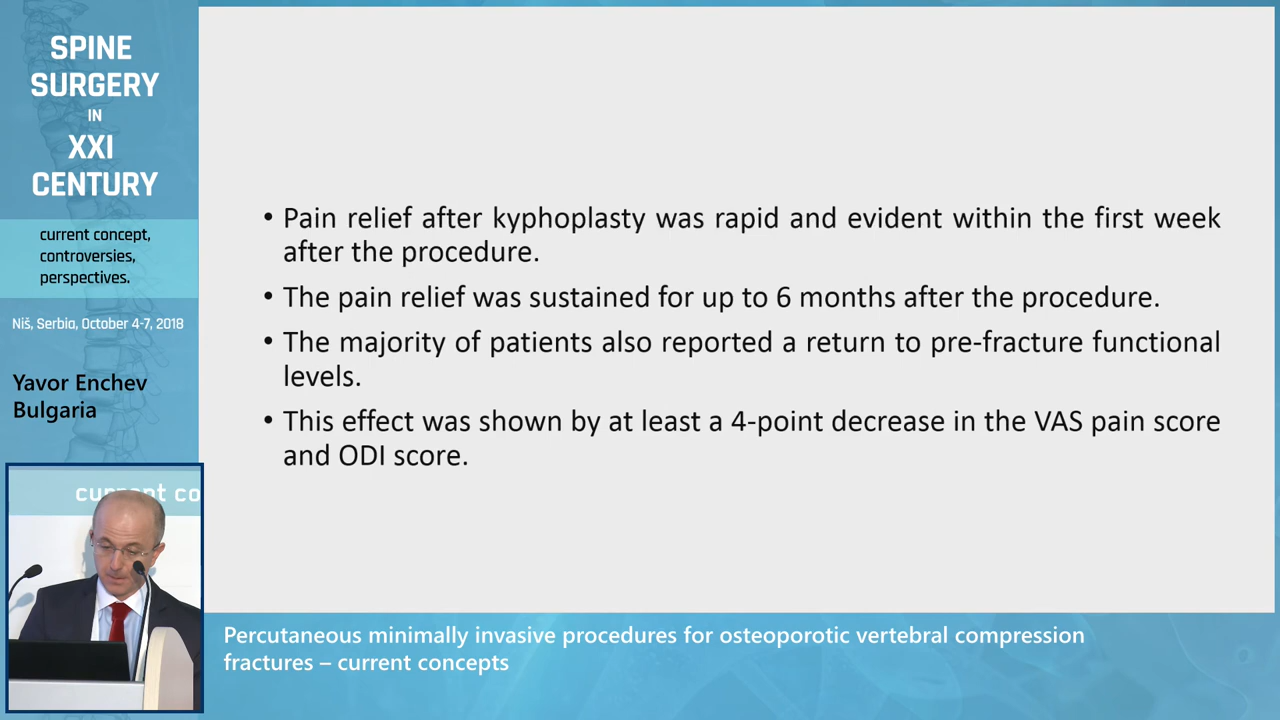 SPINE
SURGERY
IN
XXI
CENTURY
current concept,
controversies,
perspectives.
Niš, Serbia, October 4-7, 2018
Yavor Enchev
Bulgaria
current co
• Pain relief after kyphoplasty was rapid and evident within the first week
after the procedure.
• The pain relief was sustained for up to 6 months after the procedure.
• The majority of patients also reported a return to pre-fracture functional
levels.
• This effect was shown by at least a 4-point decrease in the VAS pain score
and ODI score.
Percutaneous minimally invasive procedures for osteoporotic vertebral compression
fractures – current concepts